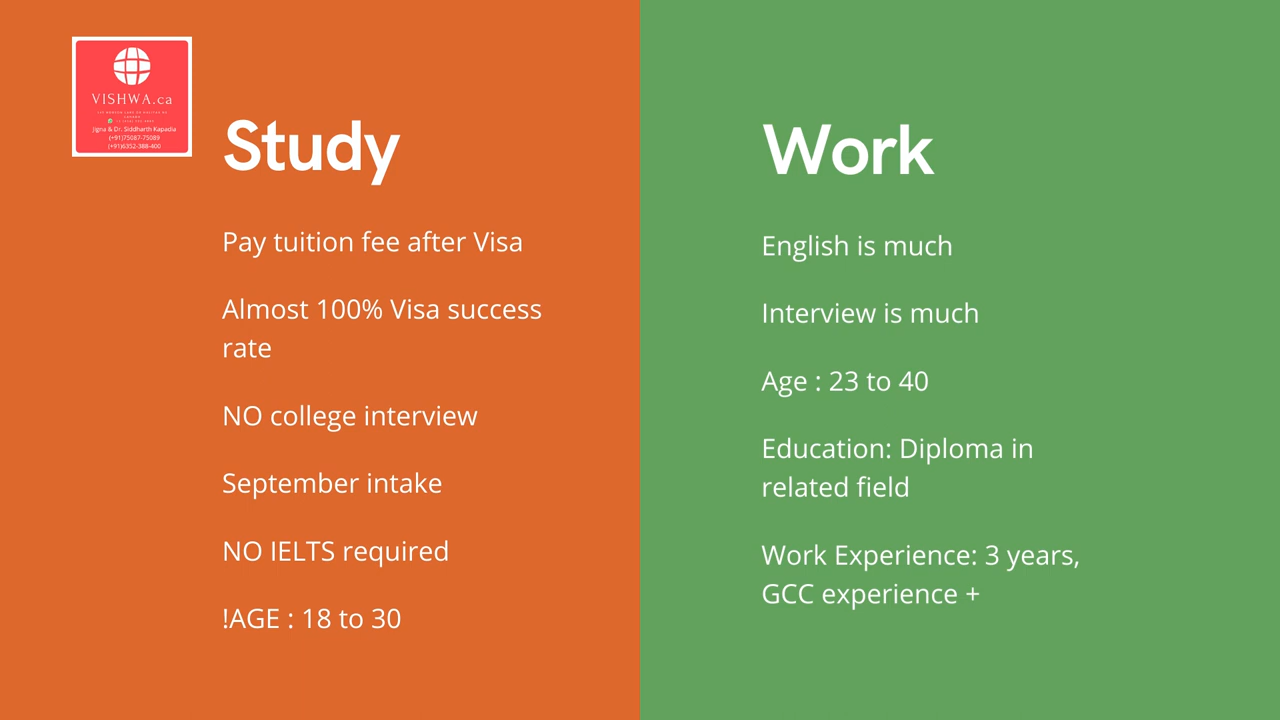 VISHWA.ca
Jigna & Dr. Siddharth Kapadia
(+91)75087-75089
(+91)6352-388-400
Study
Pay tuition fee after Visa
Almost 100% Visa success
rate
NO college interview
September intake
NO IELTS required
!AGE : 18 to 30
Work
English is much
Interview is much
Age : 23 to 40
Education: Diploma in
related field
Work Experience: 3 years,
GCC experience +